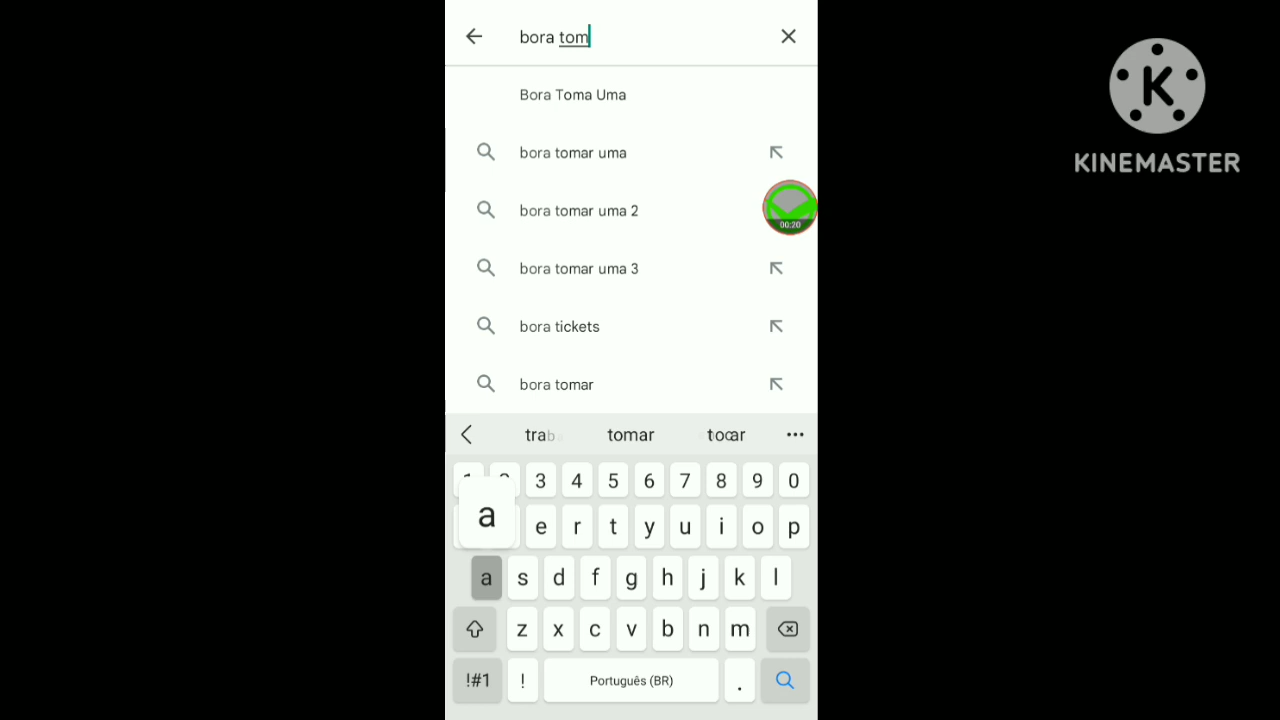 bora tom
Bora Toma Uma
bora tomar uma
bora tomar uma 2
00:20
bora tomar uma 3
bora tickets
bora tomar
tomar tocar
3 4 5 6 7 8 9 0
a e r t y u i o p
a s d f g h j k l
z x c v b n m
!#1 ! Português (BR) .
K
KINEMASTER